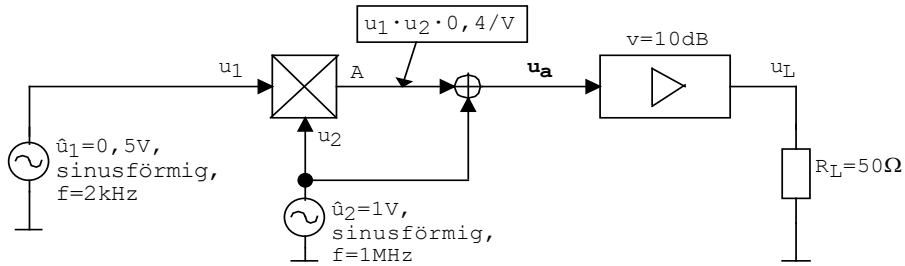 u1·u2·0,4/V
v=10dB
u1
A
ua
uL
u2
û1=0,5V,
sinusförmig,
f=2kHz
RL=50Ω
û2=1V,
sinusförmig,
f=1MHz